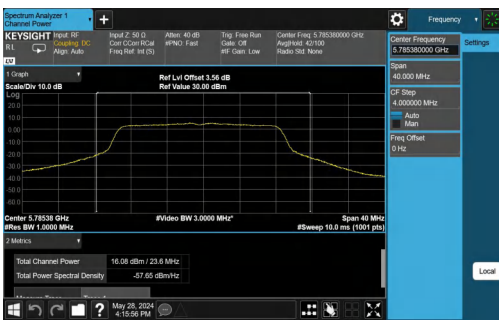 Spectrum Analyzer 1
Channel Power
KEYSIGHT
RL
Input: RF
Coupling: DC
Align: Auto
Input Z: 50 Ω
Corr CCorr RCal
Freq Ref: Int (S)
Atten: 40 dB
#PNO: Fast
Trig: Free Run
Gate: Off
#IF Gain: Low
Center Freq: 5.785380000 GHz
Avg|Hold: 42/100
Radio Std: None
LXI
1 Graph
Scale/Div 10.0 dB
Ref Lvl Offset 3.56 dB
Ref Value 30.00 dBm
Log
20.0
10.0
0.00
-10.0
-20.0
-30.0
-40.0
-50.0
-60.0
Center 5.78538 GHz
#Res BW 1.0000 MHz
#Video BW 3.0000 MHz*
Span 40 MHz
#Sweep 10.0 ms (1001 pts)
2 Metrics
Total Channel Power 16.08 dBm / 23.6 MHz
Total Power Spectral Density -57.65 dBm/Hz
?
May 28, 2024
4:15:56 PM
Frequency
Settings
Center Frequency
5.785380000 GHz
Span
40.000 MHz
CF Step
4.000000 MHz
Auto
Man
Freq Offset
0 Hz
Local